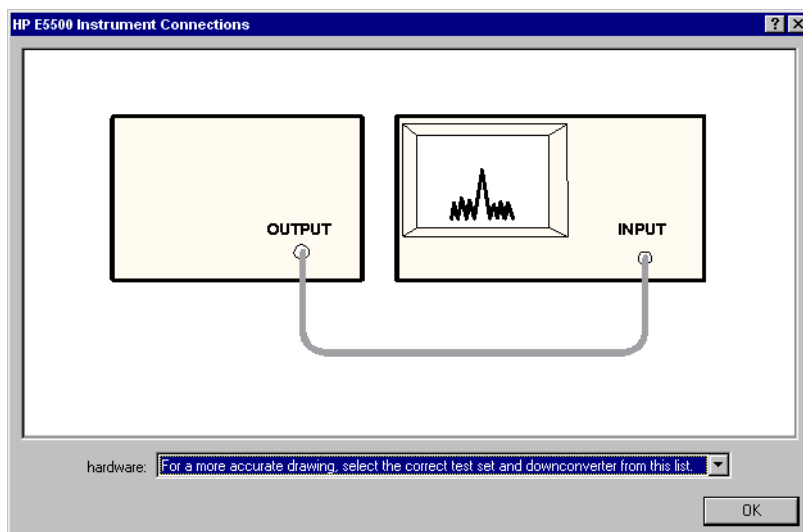 HP E5500 Instrument Connections
OUTPUT
INPUT
hardware: For a more accurate drawing, select the correct test set and downconverter from this list.
OK